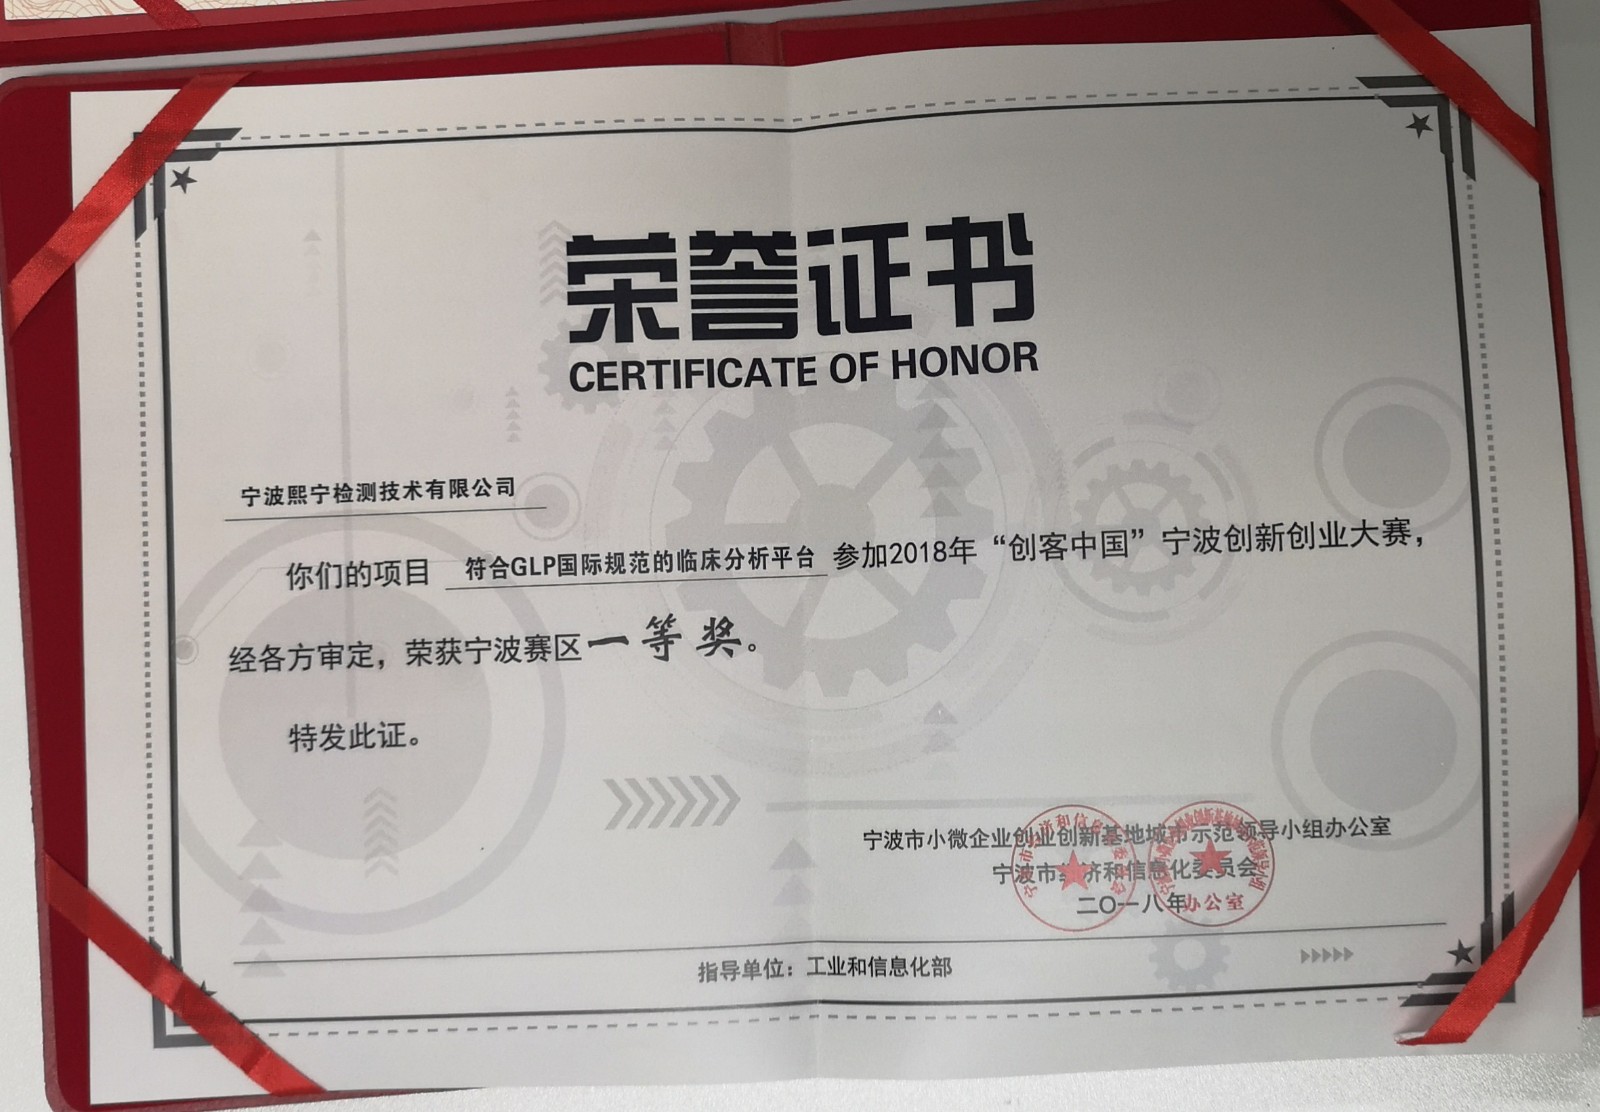 荣誉证书
CERTIFICATE OF HONOR
宁波熙宁检测技术有限公司
你们的项目 符合GLP国际规范的临床分析平台 参加2018年“创客中国”宁波创新创业大赛，
经各方审定，荣获宁波赛区一等奖。
特发此证。
宁波市小微企业创业创新基地城市示范领导小组办公室
宁波市经济和信息化委员会
二〇一八年
办公室
指导单位：工业和信息化部